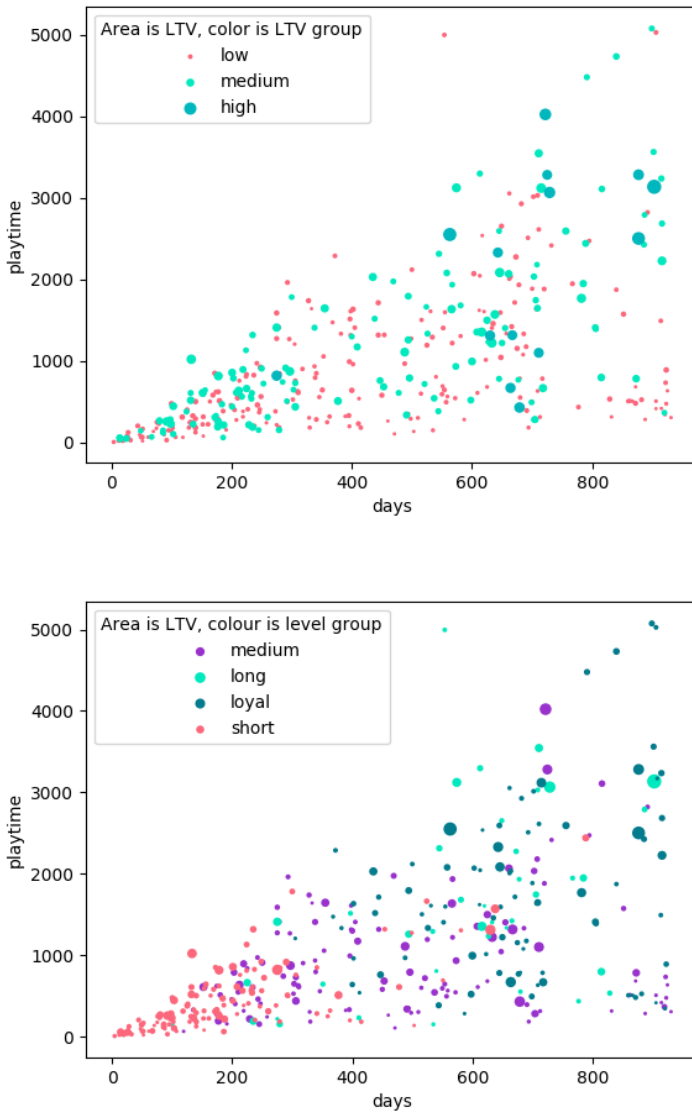 Area is LTV, color is LTV group
low
medium
high
5000
4000
3000
2000
1000
0
playtime
0 200 400 600 800
days
Area is LTV, colour is level group
medium
long
loyal
short
5000
4000
3000
2000
1000
0
playtime
0 200 400 600 800
days